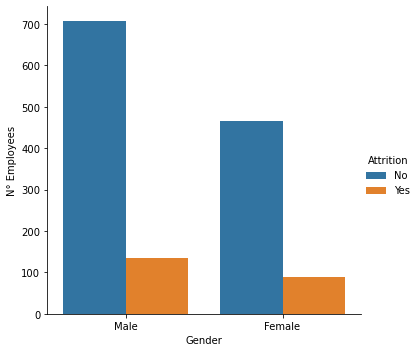 700
600
500
400
300
200
100
0
N° Employees
Male
Female
Gender
Attrition
No
Yes